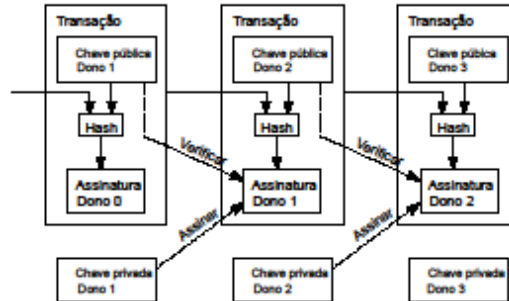 Transação
Transação
Transação
Chave pública
Dono 1
Chave pública
Dono 2
Chave pública
Dono 3
Hash
Hash
Hash
Verificar
Verificar
Assinatura
Dono 0
Assinatura
Dono 1
Assinatura
Dono 2
Assinar
Assinar
Chave privada
Dono 1
Chave privada
Dono 2
Chave privada
Dono 3